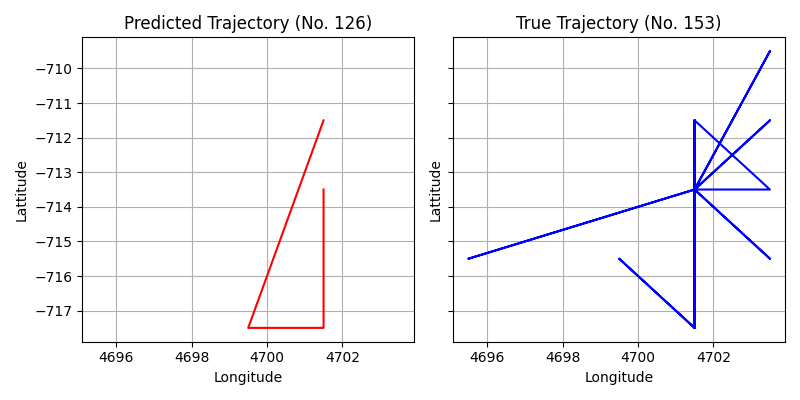 Predicted Trajectory (No. 126)
True Trajectory (No. 153)
−710
−711
−712
−713
−714
−715
−716
−717
Lattitude
Lattitude
4696 4698 4700 4702
4696 4698 4700 4702
Longitude
Longitude